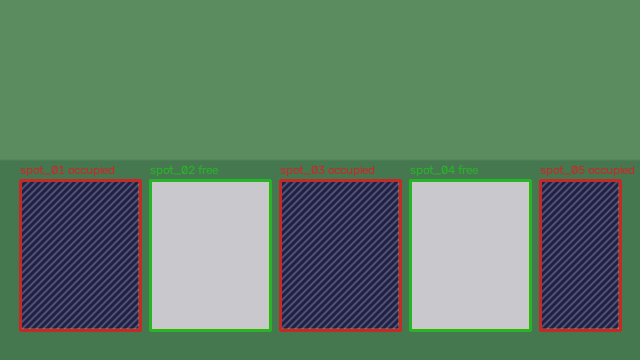 spot_01 occupied
spot_02 free
spot_03 occupied
spot_04 free
spot_05 occupied